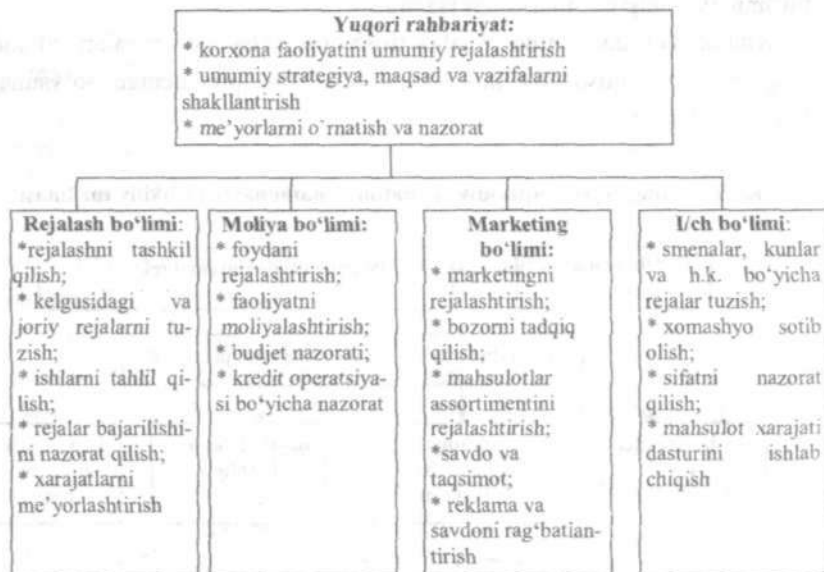 Yuqori rahbariyat:
* korxona faoliyatini umumiy rejalashtirish
* umumiy strategiya, maqsad va vazifalarni
shakllantirish
* me'yorlarni o`rnatish va nazorat
Rejalash bo‘limi:
*rejalashni tashkil
qilish;
* kelgusidagi va
joriy rejalarni tu-
zish;
* ishlarni tahlil qi-
lish;
* rejalar bajarilishi-
ni nazorat qilish;
* xarajatlarni
me’yorlashtirish
Moliya bo‘limi:
* foydani
rejalashtirish;
* faoliyatni
moliyalashtirish;
* budjet nazorati;
* kredit operatsiya-
si bo‘yicha nazorat
Marketing
bo‘limi:
* marketingni
rejalashtirish;
* bozorni tadqiq
qilish;
* mahsulotlar
assortimentini
rejalashtirish;
*savdo va
taqsimot;
* reklama va
savdoni rag‘batian-
tirish
I/ch bo‘limi:
* smenalar, kunlar
va h.k. bo‘yicha
rejalar tuzish;
* xomashyo sotib
olish;
* sifatni nazorat
qilish;
* mahsulot xarajati
dasturini ishlab
chiqish